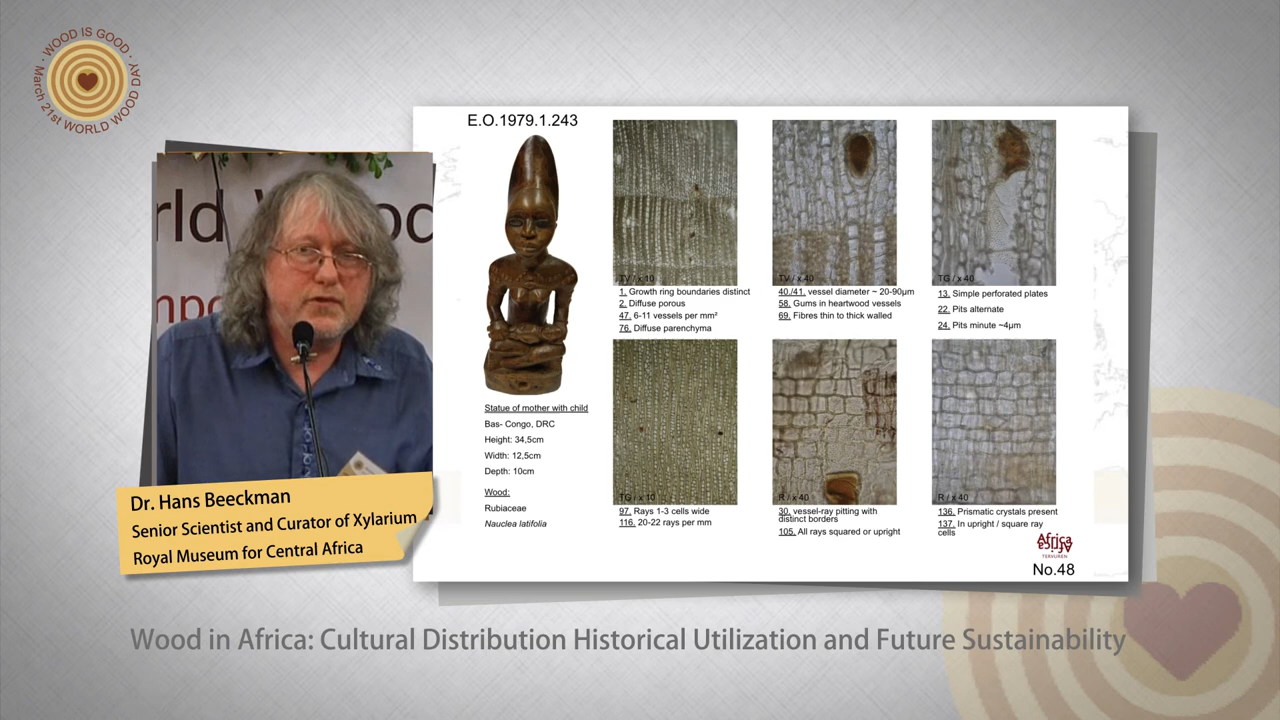 WOOD IS GOOD · March 21st WORLD WOOD DAY ·
rld Wood
mpo
E.O.1979.1.243
Statue of mother with child
Bas- Congo, DRC
Height: 34,5cm
Width: 12,5cm
Depth: 10cm
Wood:
Rubiaceae
Nauclea latifolia
TV / x 10
1. Growth ring boundaries distinct
2. Diffuse porous
47. 6-11 vessels per mm²
76. Diffuse parenchyma
TV / x 40
40./41. vessel diameter ~ 20-90µm
58. Gums in heartwood vessels
69. Fibres thin to thick walled
TG / x 40
13. Simple perforated plates
22. Pits alternate
24. Pits minute ~4µm
TG / x 10
97. Rays 1-3 cells wide
116. 20-22 rays per mm
R / x 40
30. vessel-ray pitting with
distinct borders
105. All rays squared or upright
R / x 40
136. Prismatic crystals present
137. In upright / square ray
cells
Africa
TERVUREN
No.48
Dr. Hans Beeckman
Senior Scientist and Curator of Xylarium
Royal Museum for Central Africa
Wood in Africa: Cultural Distribution Historical Utilization and Future Sustainability